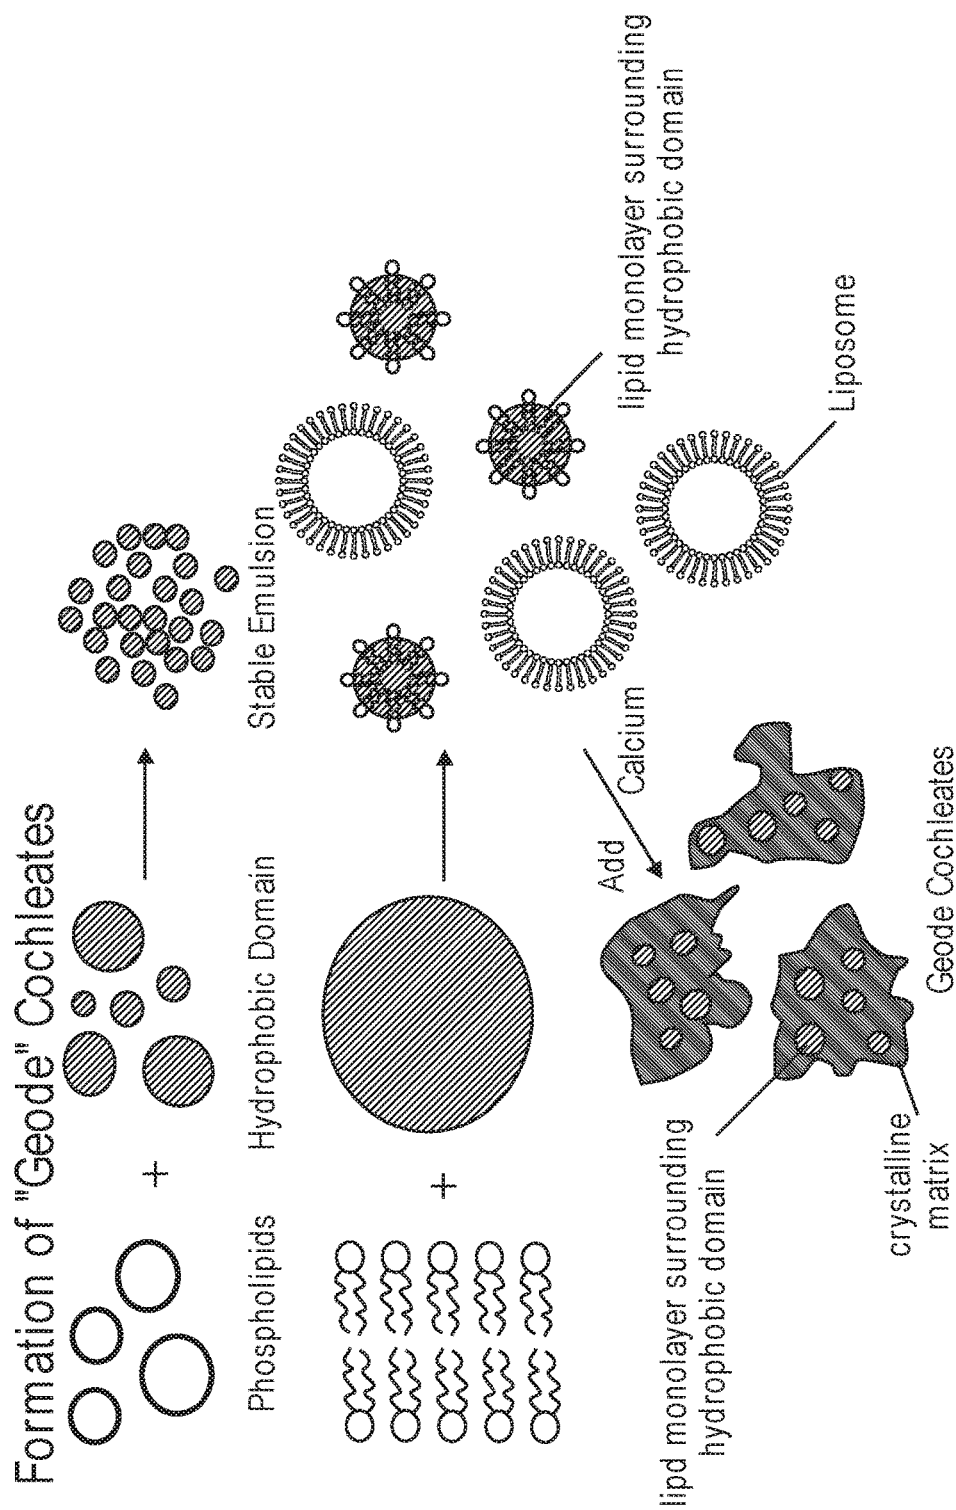 Formation of "Geode" Cochleates
+
Phospholipids
Hydrophobic Domain
Stable Emulsion
+
lipid monolayer surrounding
hydrophobic domain
Liposome
Add
Calcium
lipd monolayer surrounding
hydrophobic domain
crystalline
matrix
Geode Cochleates